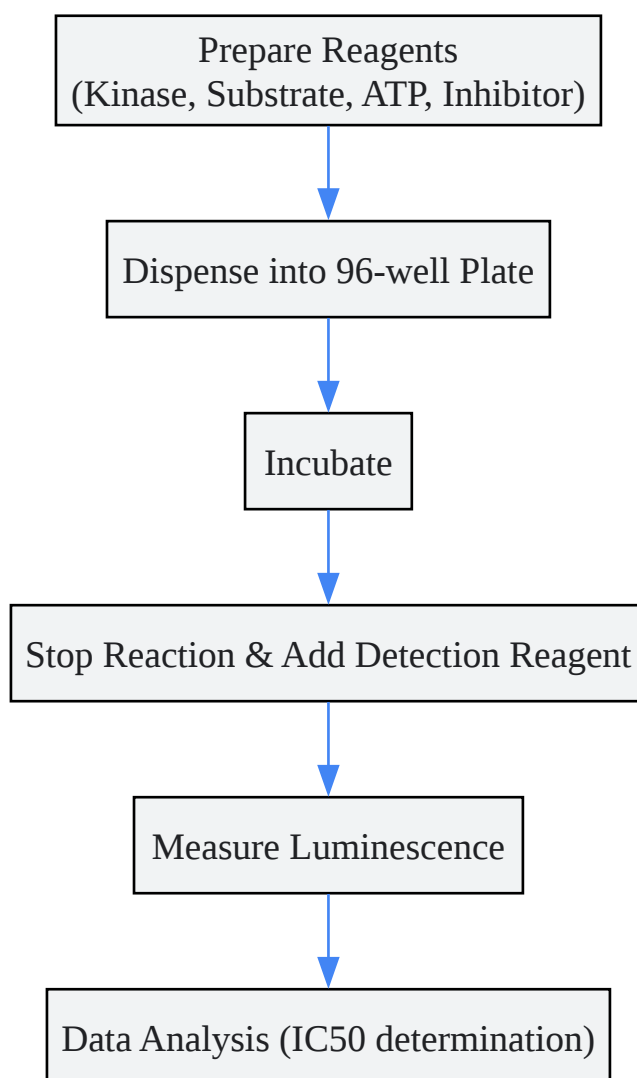 Prepare Reagents
(Kinase, Substrate, ATP, Inhibitor)
Dispense into 96-well Plate
Incubate
Stop Reaction & Add Detection Reagent
Measure Luminescence
Data Analysis (IC50 determination)